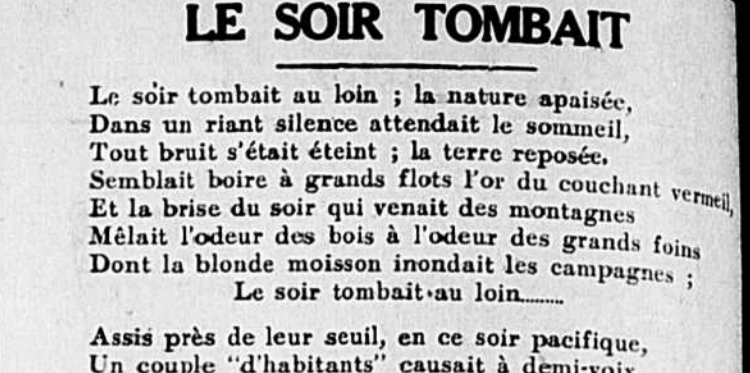 LE SOIR TOMBAIT
Le soir tombait au loin ; la nature apaisée,
Dans un riant silence attendait le sommeil,
Tout bruit s'était éteint ; la terre reposée.
Semblait boire à grands flots l'or du couchant vermeil,
Et la brise du soir qui venait des montagnes
Mêlait l'odeur des bois à l'odeur des grands foins
Dont la blonde moisson inondait les campagnes ;
Le soir tombait au loin.........
Assis près de leur seuil, en ce soir pacifique,
Un couple "d'habitants" causait à demi-voix